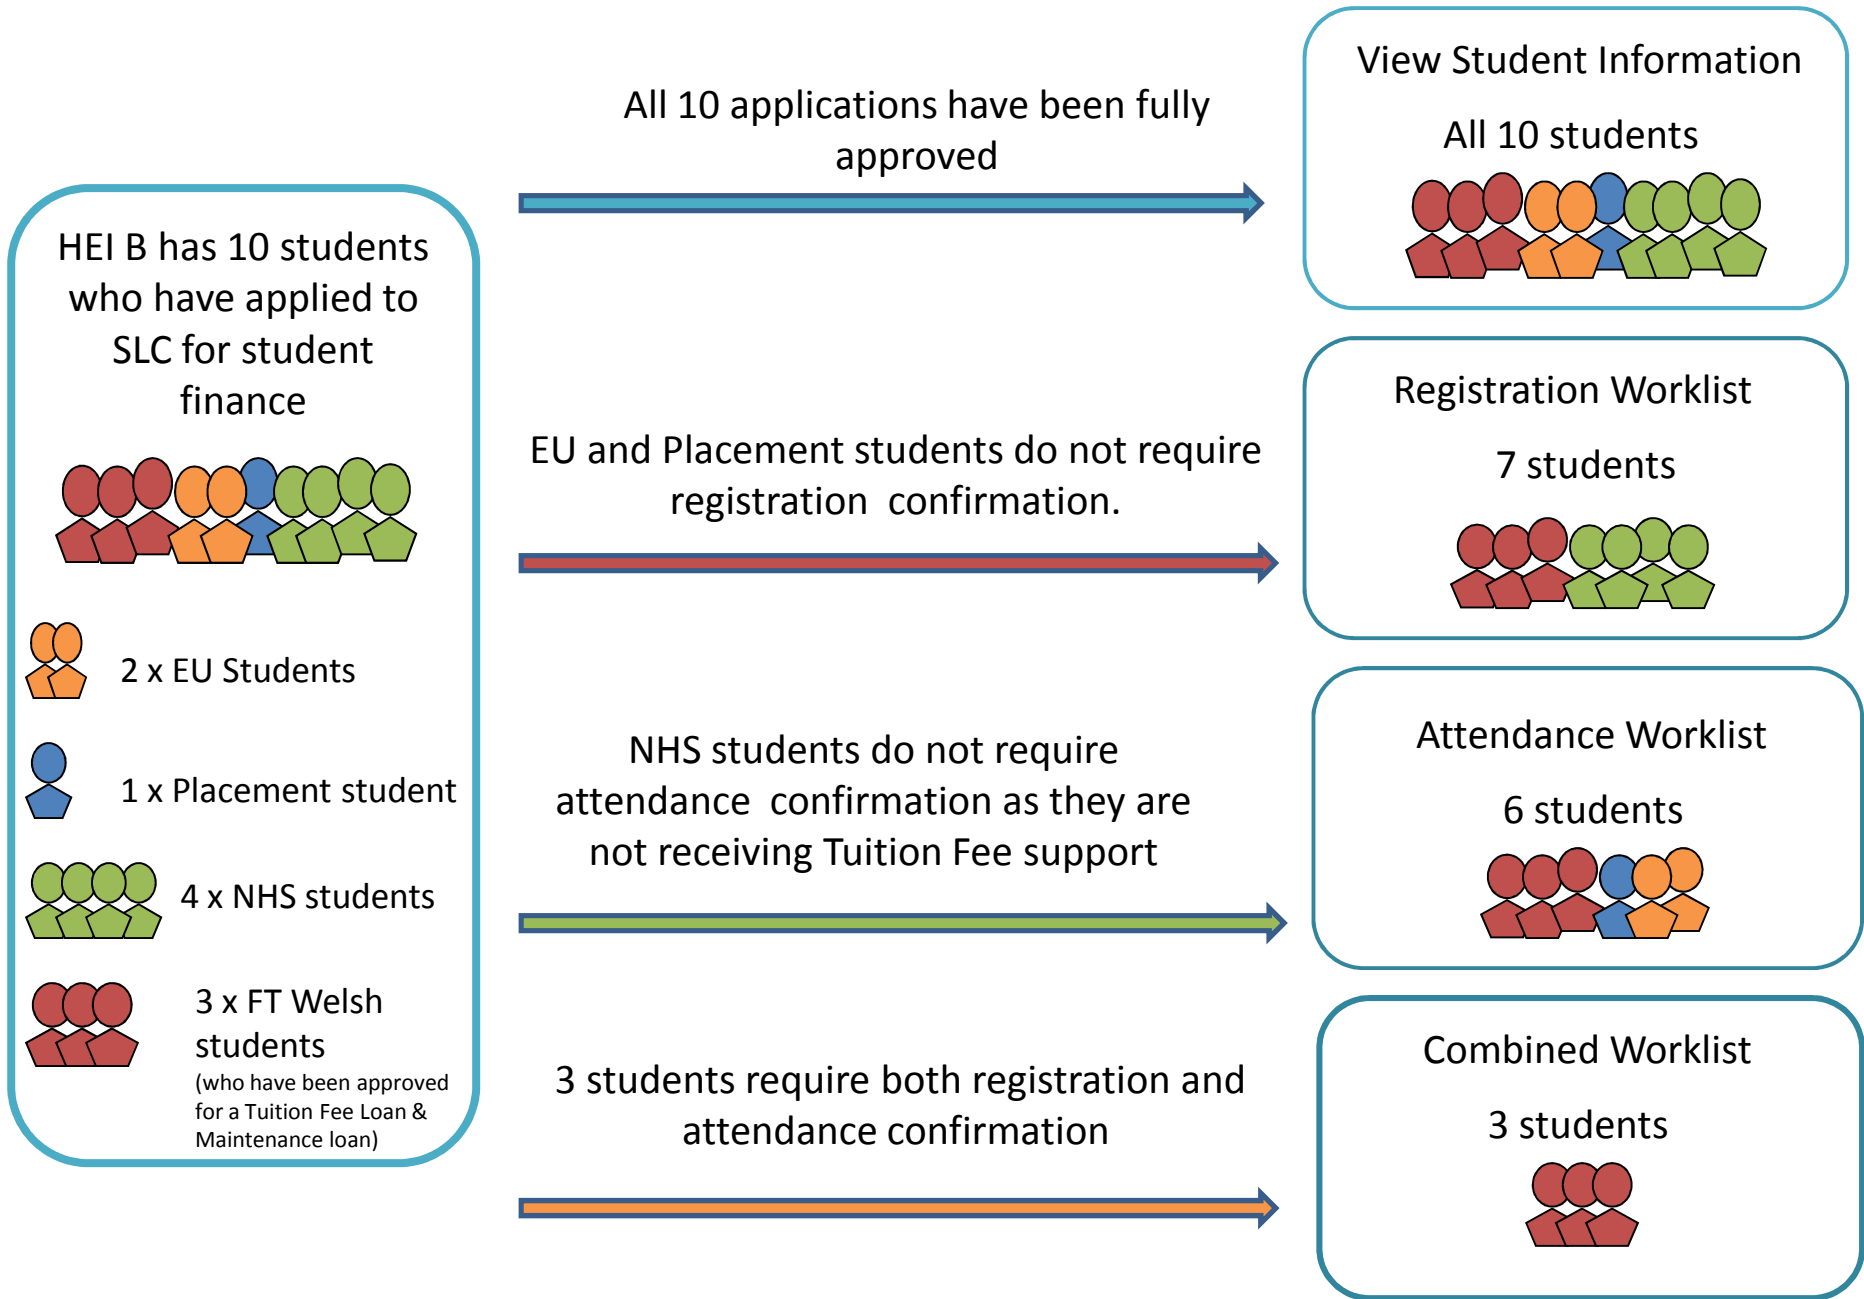 HEI B has 10 students
who have applied to
SLC for student
finance
2 x EU Students
1 x Placement student
4 x NHS students
3 x FT Welsh
students
(who have been approved
for a Tuition Fee Loan &
Maintenance loan)
All 10 applications have been fully
approved
View Student Information
All 10 students
EU and Placement students do not require
registration  confirmation.
Registration Worklist
7 students
NHS students do not require
attendance  confirmation as they are
not receiving Tuition Fee support
Attendance Worklist
6 students
3 students require both registration and
attendance confirmation
Combined Worklist
3 students